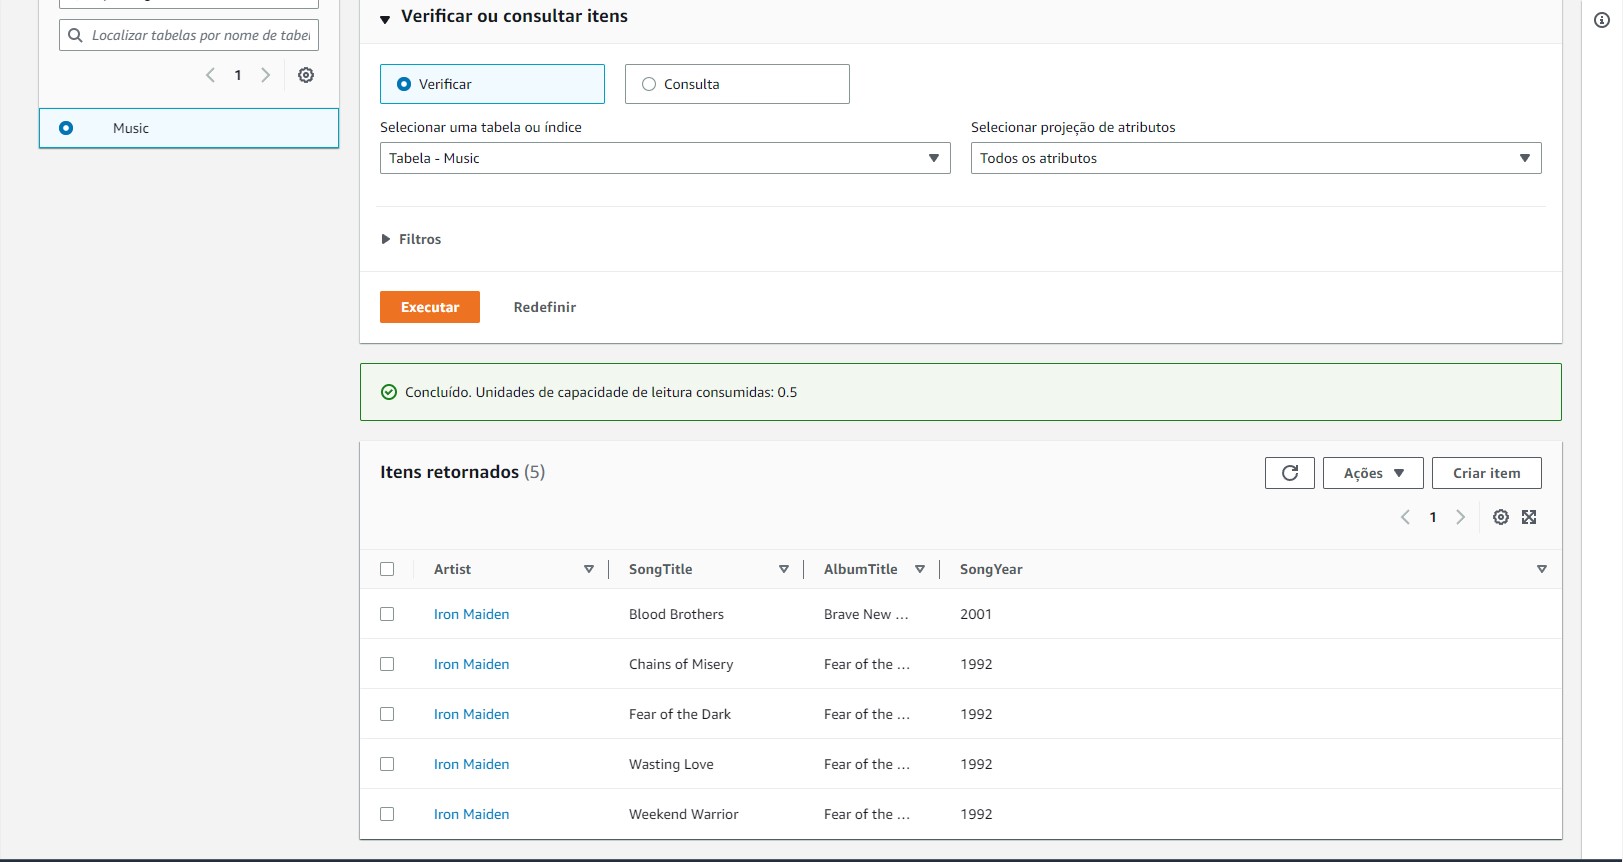 Verificar ou consultar itens
Localizar tabelas por nome de tabel
1
Music
Verificar
Consulta
Selecionar uma tabela ou índice
Selecionar projeção de atributos
Tabela - Music
Todos os atributos
Filtros
Executar
Redefinir
Concluído. Unidades de capacidade de leitura consumidas: 0.5
Itens retornados (5)
Ações
Criar item
1
Artist SongTitle AlbumTitle SongYear
Iron Maiden Blood Brothers Brave New ... 2001
Iron Maiden Chains of Misery Fear of the ... 1992
Iron Maiden Fear of the Dark Fear of the ... 1992
Iron Maiden Wasting Love Fear of the ... 1992
Iron Maiden Weekend Warrior Fear of the ... 1992